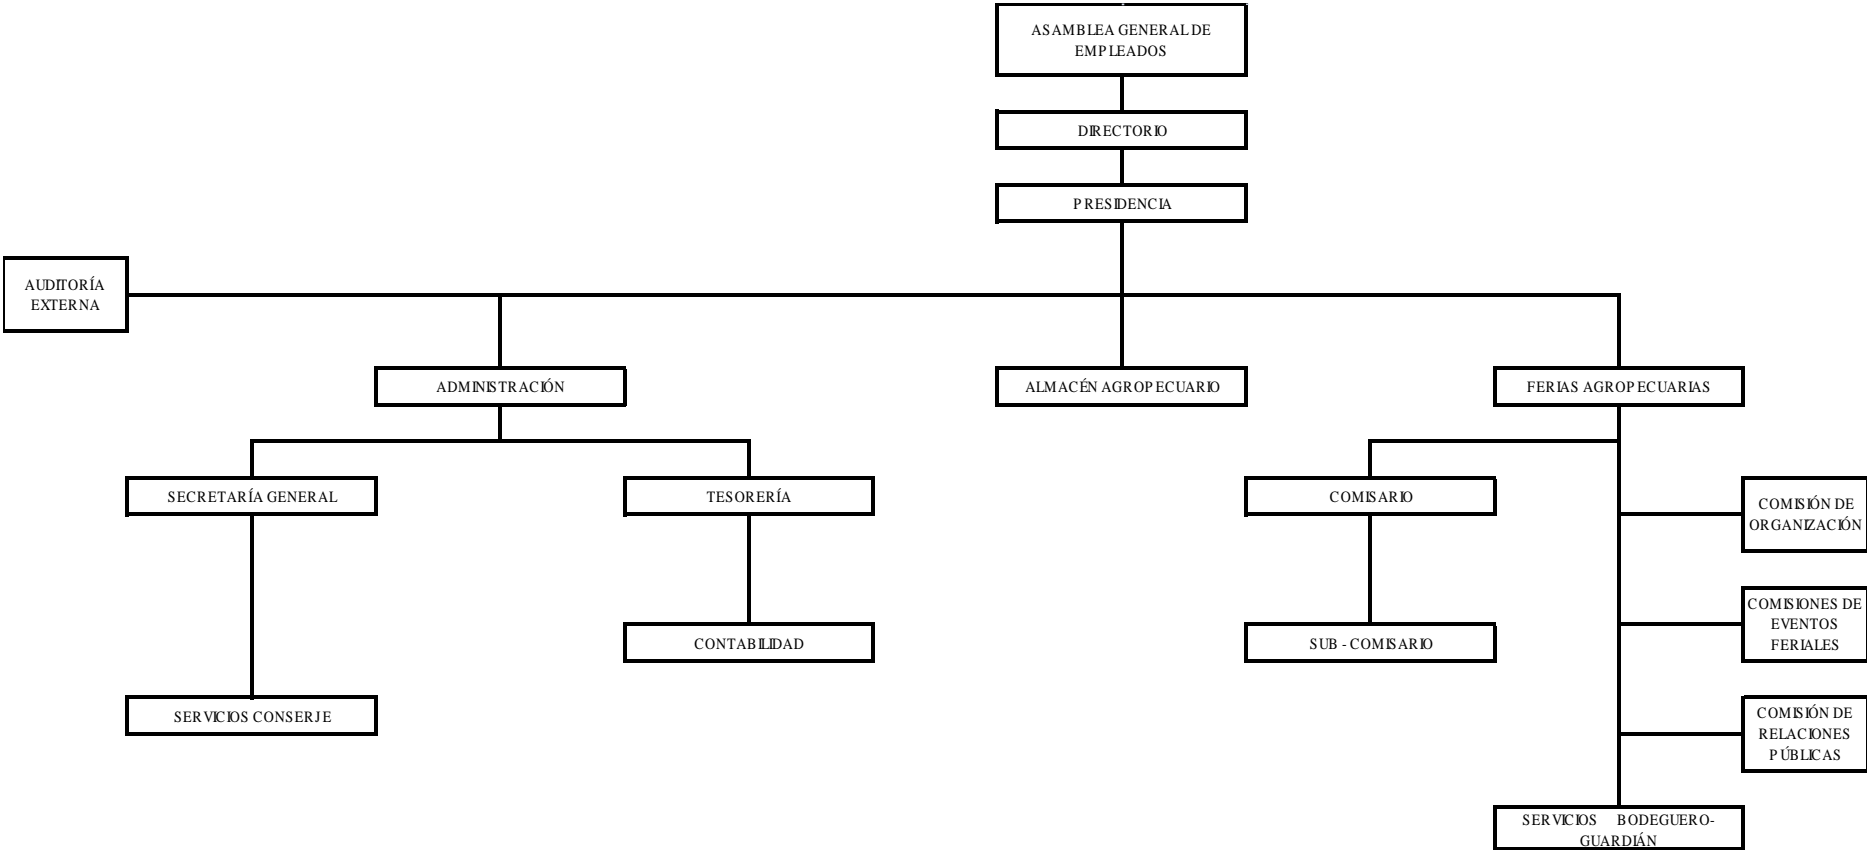 ASAMBLEA GENERAL DE
EMPLEADOS
DIRECTORIO
PRESIDENCIA
AUDITORÍA
EXTERNA
ADMINISTRACIÓN
ALMACÉN AGROPECUARIO
FERIAS AGROPECUARIAS
SECRETARÍA GENERAL
TESORERÍA
COMISARIO
COMISIÓN DE
ORGANIZACIÓN
CONTABILIDAD
SUB - COMISARIO
COMISIONES DE
EVENTOS
FERIALES
SERVICIOS CONSERJE
COMISIÓN DE
RELACIONES
PÚBLICAS
SERVICIOS BODEGUERO-
GUARDIÁN